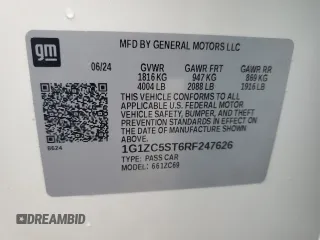 gm
MFD BY GENERAL MOTORS LLC
06/24 GVWR GAWR FRT GAWR RR
1816 KG 947 KG 869 KG
4004 LB 2088 LB 1916 LB
THIS VEHICLE CONFORMS TO ALL
APPLICABLE U.S. FEDERAL MOTOR
VEHICLE SAFETY, BUMPER, AND THEFT
PREVENTION STANDARDS IN EFFECT ON
THE DATE OF MANUFACTURE SHOWN ABOVE.
1G1ZC5ST6RF247626
TYPE: PASS CAR
MODEL: 661ZC69
0624
DREAMBID